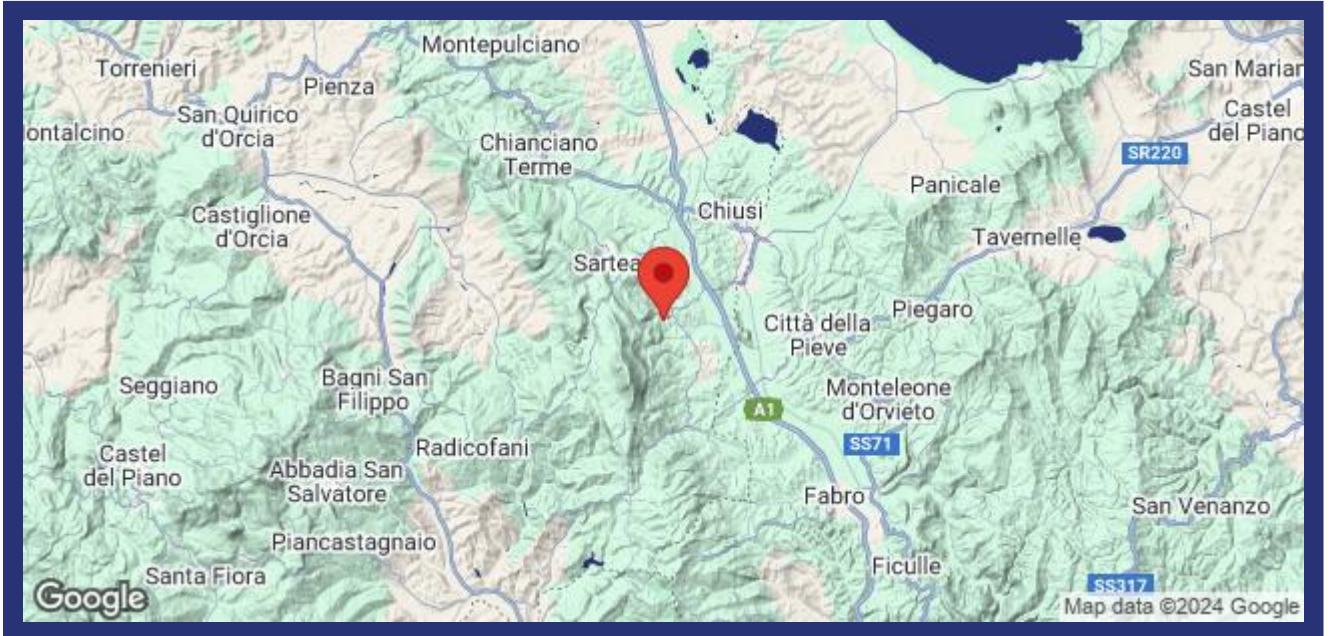 Montepulciano
Torrenieri
Pienza
San Marian
San Quirico
d'Orcia
Castel
del Piano
ontalcino
Chianciano
Terme
SR220
Panicale
Castiglione
d'Orcia
Chiusi
Tavernelle
Sartea
Piegaro
Città della
Pieve
Seggiano
Bagni San
Filippo
Monteleone
d'Orvieto
A1
SS71
Radicofani
Castel
del Piano
Abbadia San
Salvatore
Fabro
San Venanzo
Piancastagnaio
Ficulle
Santa Fiora
SS317
Google
Map data ©2024 Google